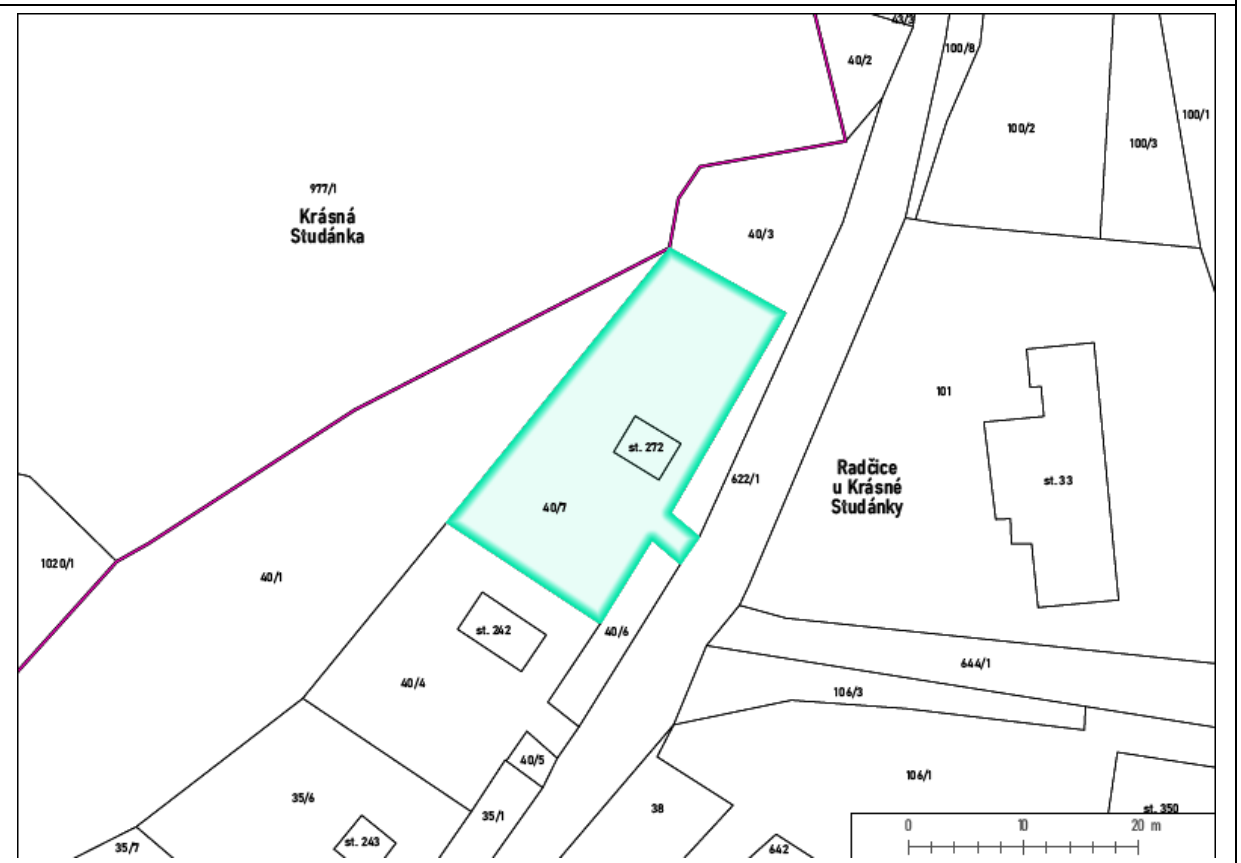 43/3
40/2
100/8
100/2
100/3
100/1
977/1
Krásná
Studánka
40/3
101
st. 272
622/1
Radčice
u Krásné
Studánky
st. 33
40/7
1020/1
40/1
st. 242
40/6
40/4
644/1
106/3
40/5
106/1
35/6
35/1
38
st. 350
st. 243
35/7
642
0 10 20 m